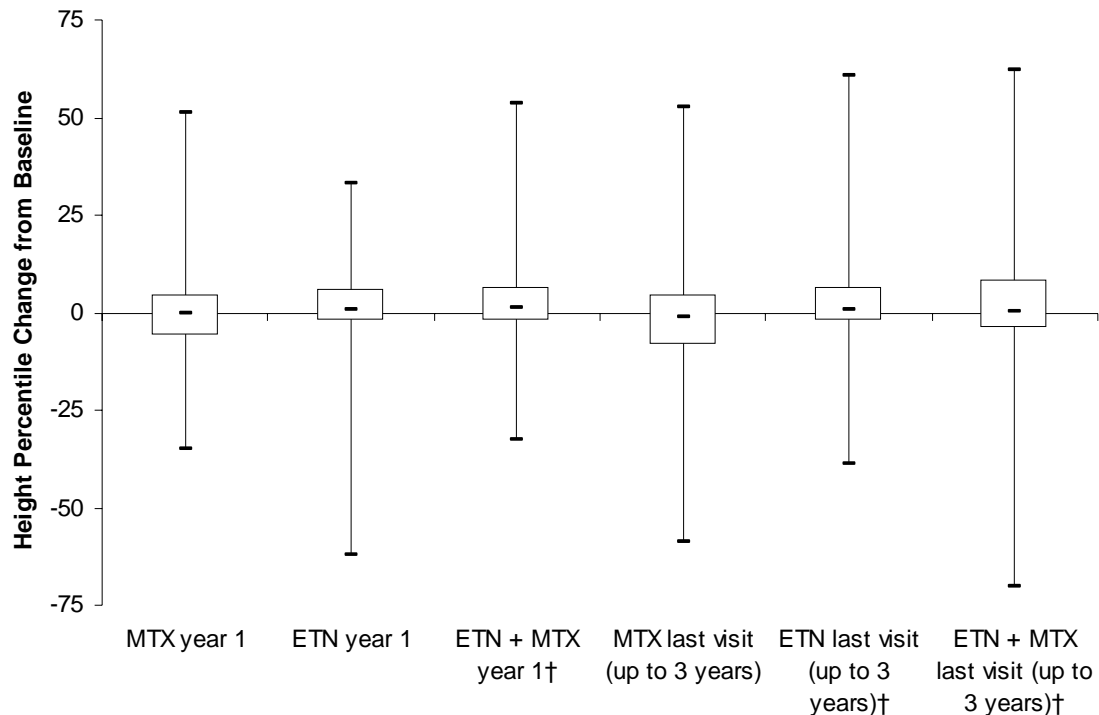 Height Percentile Change from Baseline
75
50
25
0
-25
-50
-75
MTX year 1
ETN year 1
ETN + MTX
year 1†
MTX last visit
(up to 3 years)
ETN last visit
(up to 3
years)†
ETN + MTX
last visit (up to
3 years)†